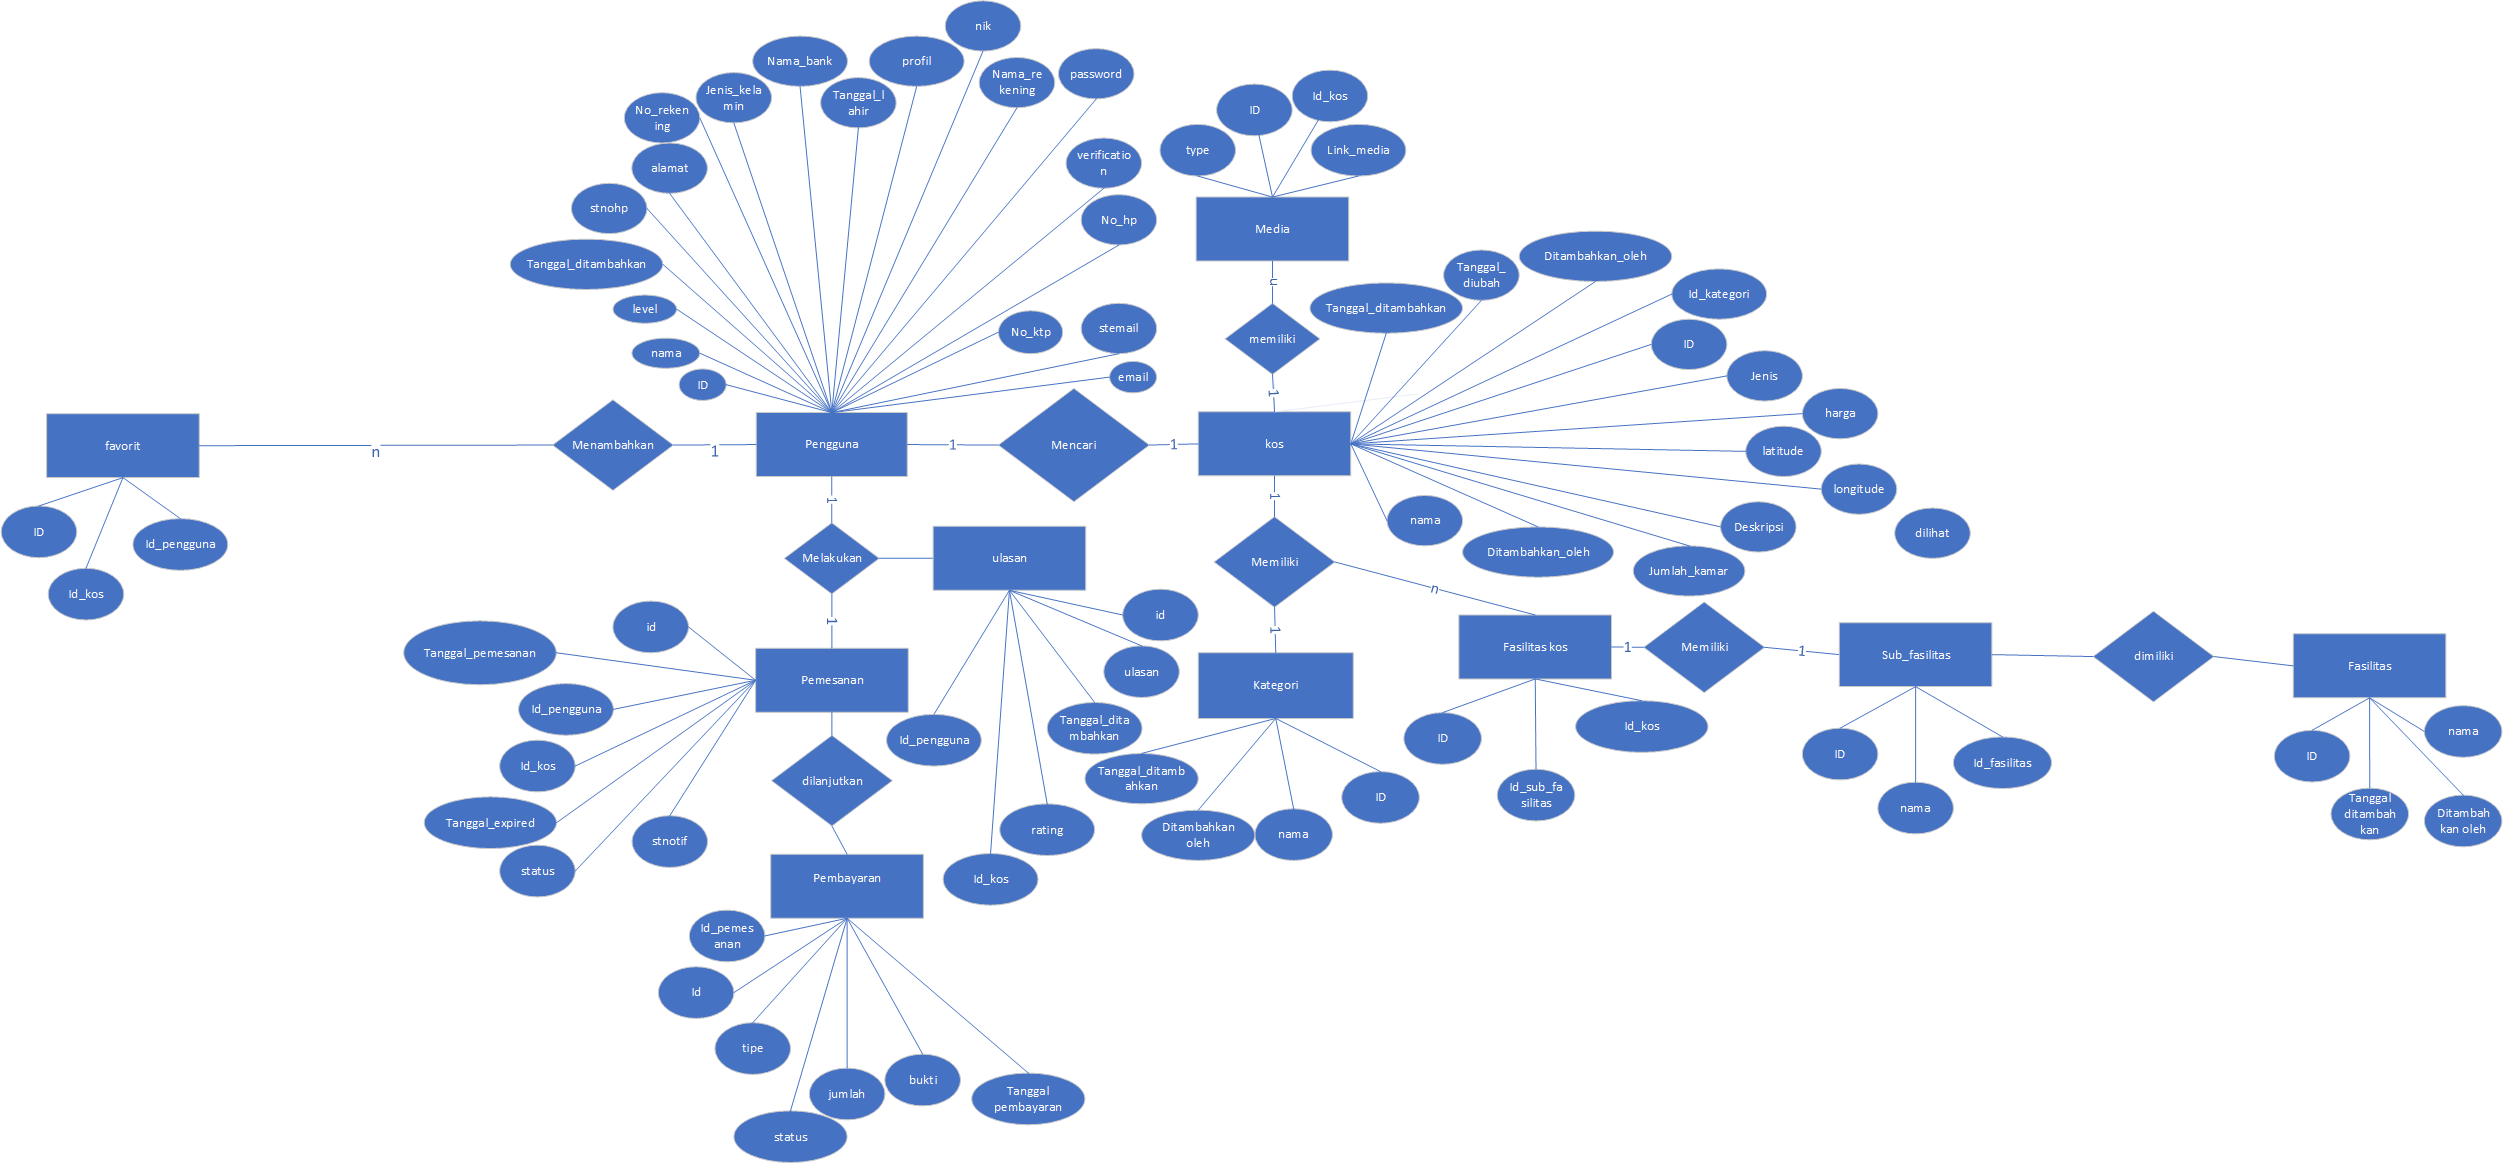 nik
Nama_bank
profil
Nama_re
kening
password
Jenis_kela
min
Tanggal_l
ahir
No_reken
ing
alamat
verificatio
n
stnohp
No_hp
Tanggal_ditambahkan
level
No_ktp
stemail
nama
email
ID
ID
Id_kos
type
Link_media
Media
n
memiliki
1
Tanggal_
diubah
Ditambahkan_oleh
Tanggal_ditambahkan
Id_kategori
ID
Jenis
harga
latitude
longitude
Deskripsi
dilihat
nama
Ditambahkan_oleh
Jumlah_kamar
favorit
n
Menambahkan
1
Pengguna
1
Mencari
1
kos
ID
Id_pengguna
Id_kos
1
Melakukan
ulasan
1
1
Memiliki
n
1
id
Tanggal_pemesanan
Id_pengguna
Id_kos
Tanggal_expired
status
stnotif
Pemesanan
id
ulasan
Tanggal_dita
mbahkan
Id_pengguna
rating
Id_kos
Kategori
Tanggal_ditamb
ahkan
Ditambahkan
oleh
nama
ID
Fasilitas kos
1
Memiliki
1
Sub_fasilitas
dimiliki
Fasilitas
ID
Id_sub_fa
silitas
Id_kos
ID
nama
Id_fasilitas
ID
Tanggal
ditambah
kan
nama
Ditambah
kan oleh
dilanjutkan
Pembayaran
Id_pemes
anan
Id
tipe
status
jumlah
bukti
Tanggal
pembayaran